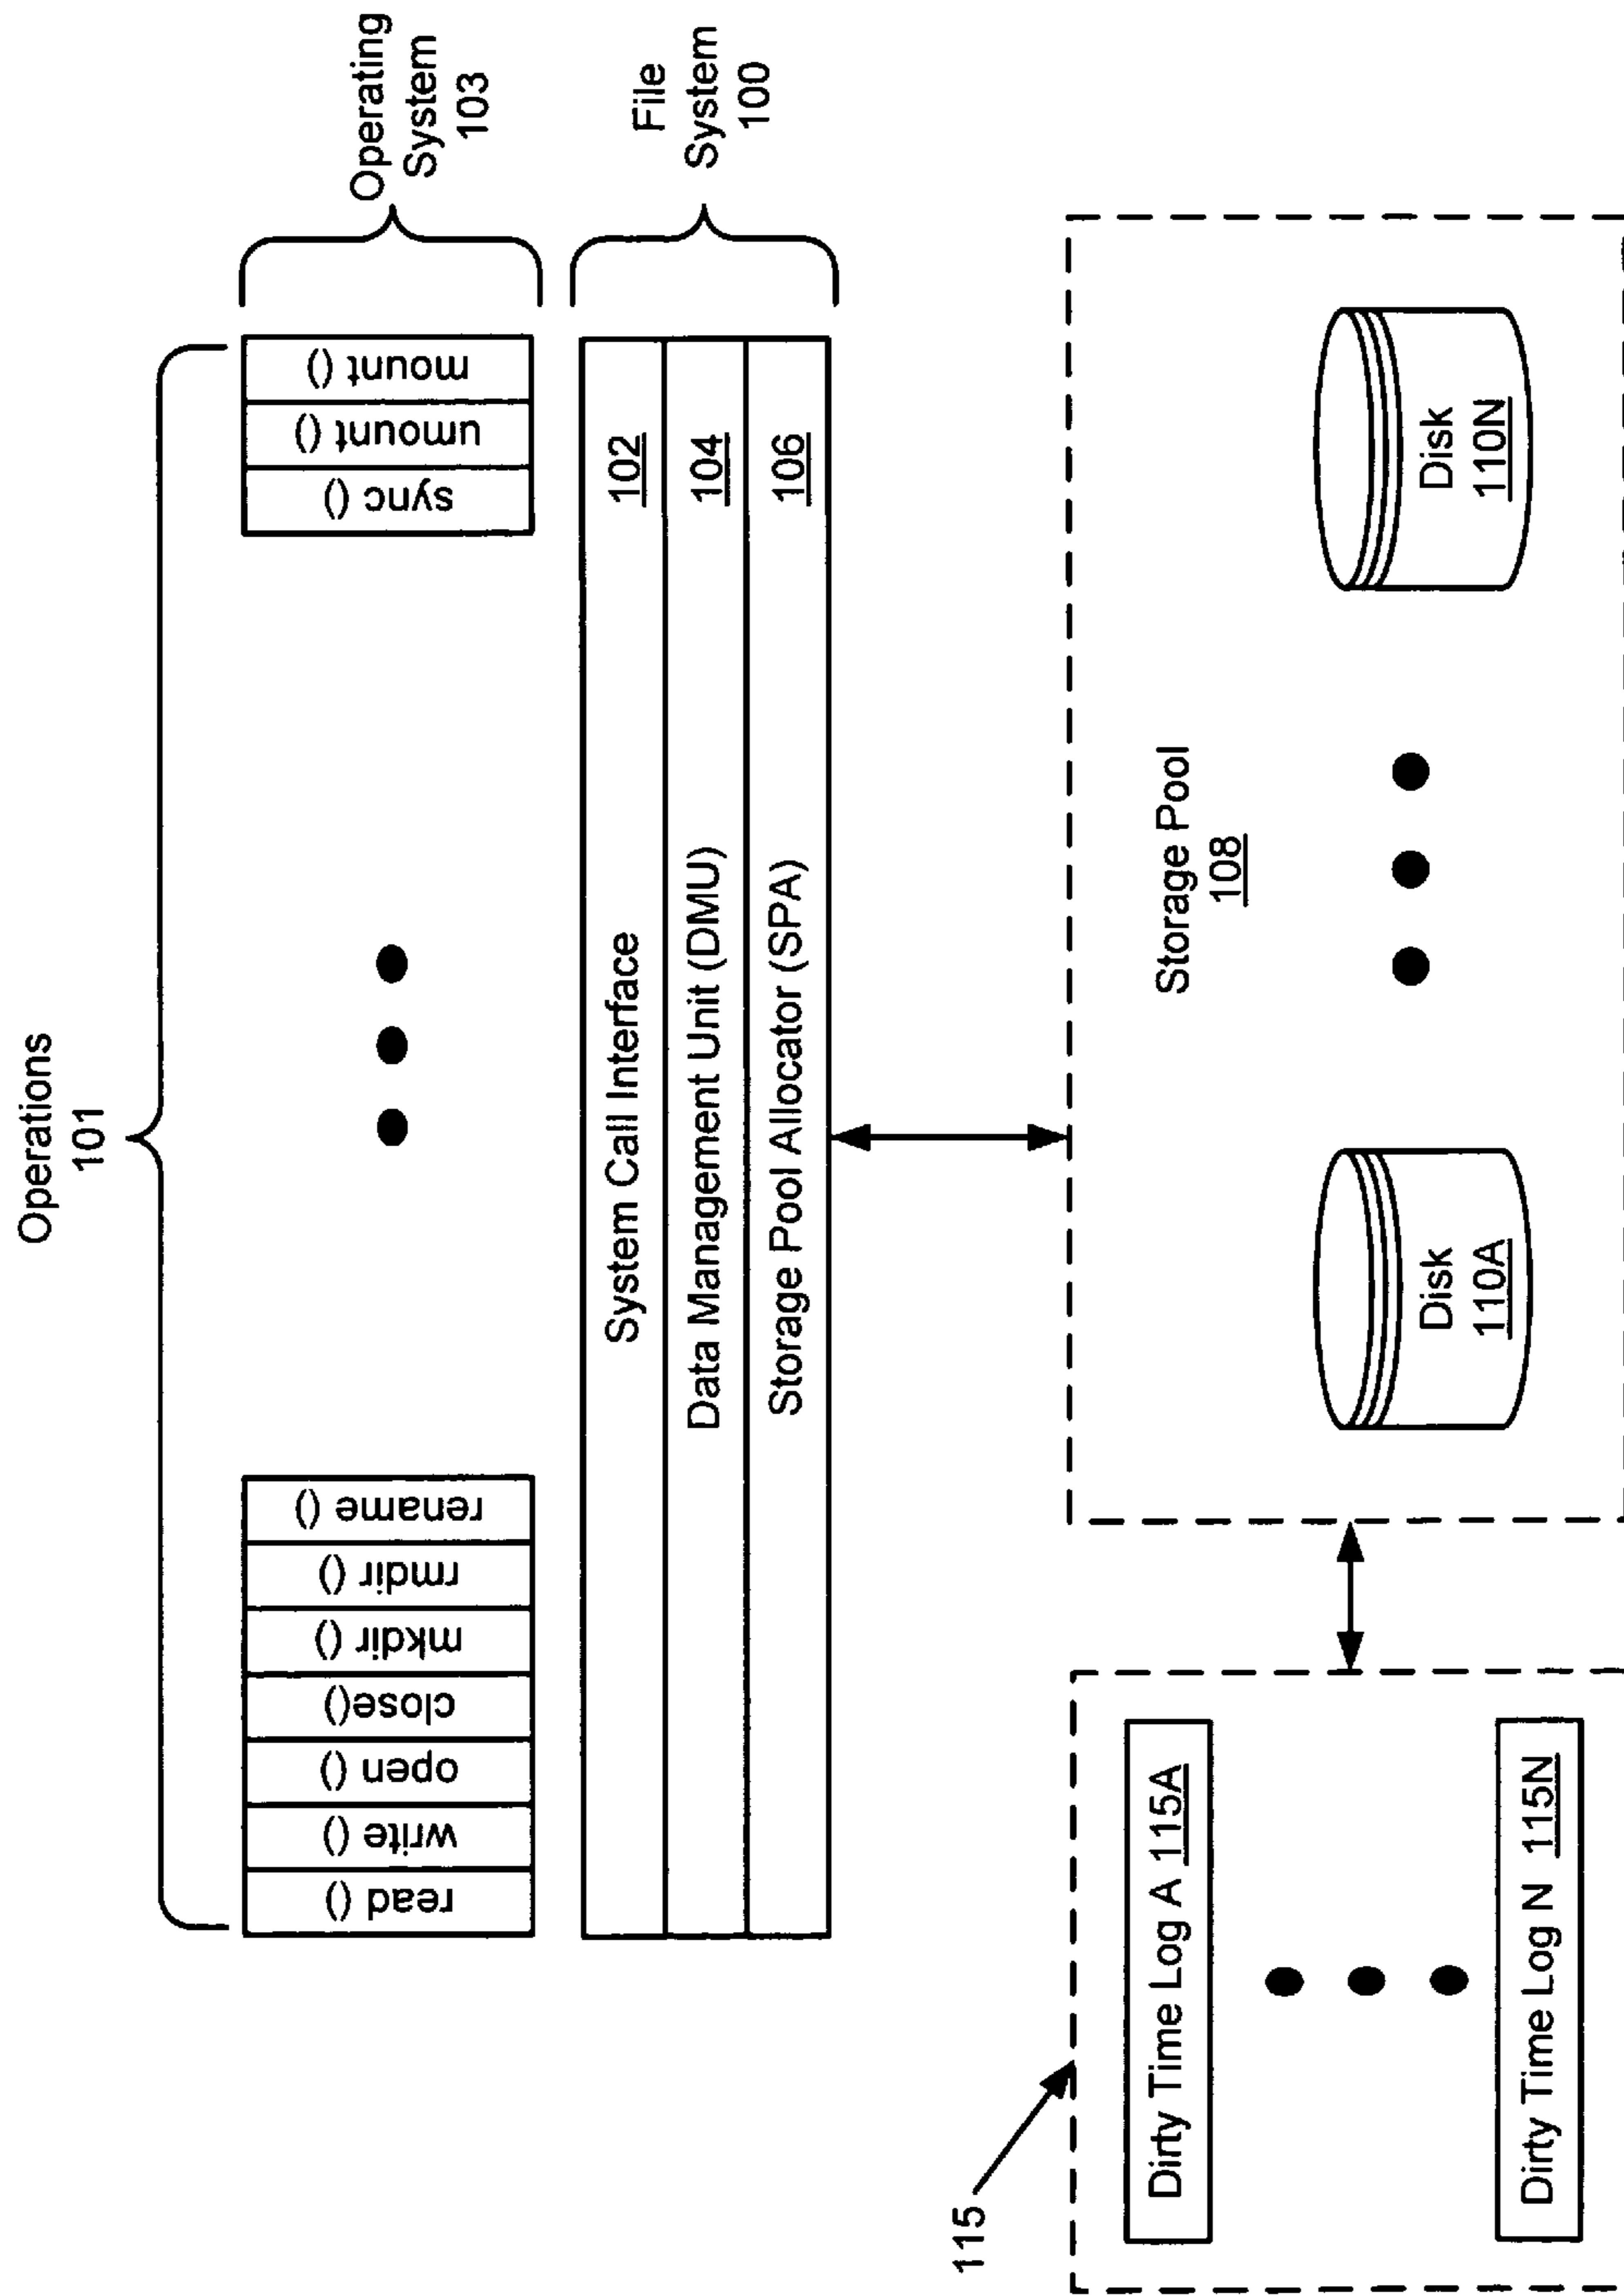 Operations
101
read ()
write ()
open ()
close()
mkdir ()
rmdir ()
rename ()
sync ()
umount ()
mount ()
Operating
System
103
System Call Interface 102
Data Management Unit (DMU) 104
Storage Pool Allocator (SPA) 106
File
System
100
115
Dirty Time Log A 115A
Dirty Time Log N 115N
Storage Pool
108
Disk
110A
Disk
110N